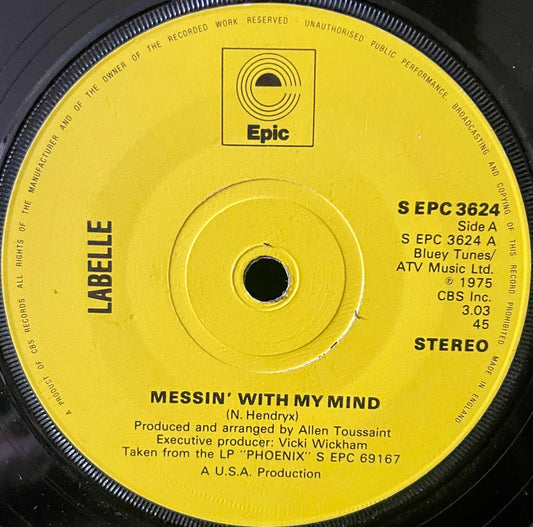 A PRODUCT OF CBS RECORDS ALL RIGHTS OF THE MANUFACTURER AND OF THE OWNER OF THE RECORDED WORK RESERVED · UNAUTHORISED PUBLIC PERFORMANCE, BROADCASTING AND COPYING OF THIS RECORD PROHIBITED. MADE IN ENGLAND
Epic
LABELLE
S EPC 3624
Side A
S EPC 3624 A
Bluey Tunes/
ATV Music Ltd.
℗ 1975
CBS Inc.
3.03
45
STEREO
MESSIN' WITH MY MIND
(N. Hendryx)
Produced and arranged by Allen Toussaint
Executive producer: Vicki Wickham
Taken from the LP "PHOENIX" S EPC 69167
A U.S.A. Production